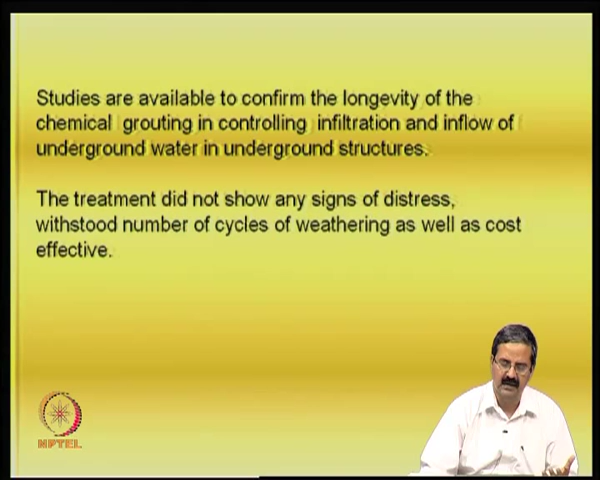 Studies are available to confirm the longevity of the
chemical grouting in controlling infiltration and inflow of
underground water in underground structures.
The treatment did not show any signs of distress,
withstood number of cycles of weathering as well as cost
effective.
NPTEL